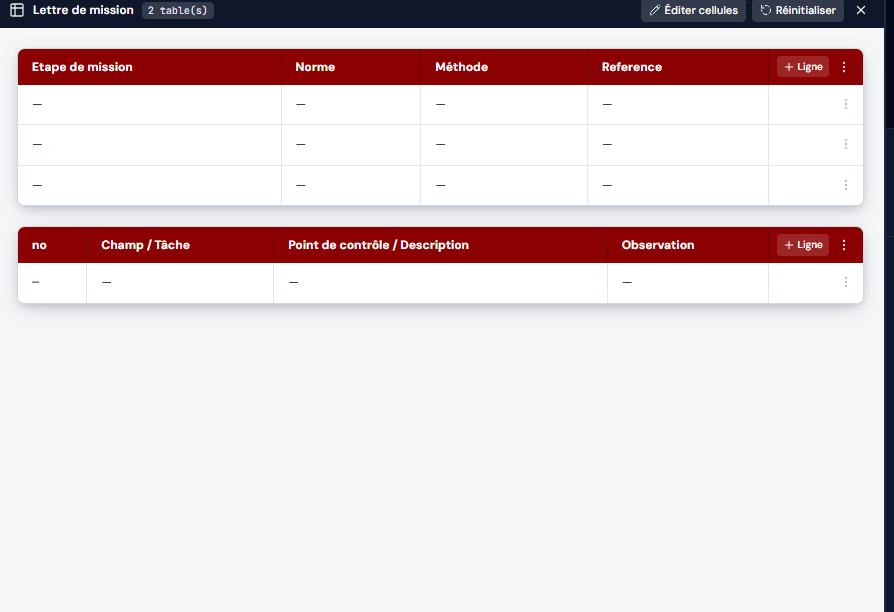 Lettre de mission 2 table(s) Éditer cellules Réinitialiser
Etape de mission Norme Méthode Reference + Ligne
— — — —
— — — —
— — — —
no Champ / Tâche Point de contrôle / Description Observation + Ligne
– — — —